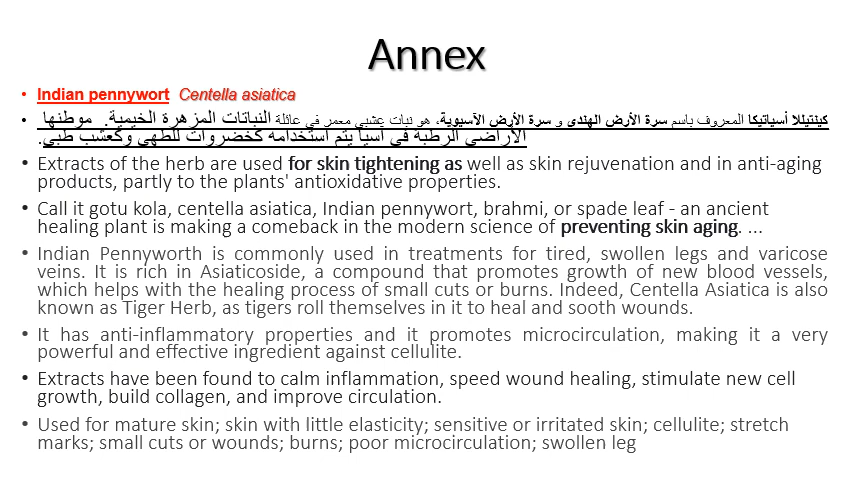 Annex
• Indian pennywort Centella asiatica
• كينتيللا أسياتيكا المعروف باسم سرة الأرض الهندى و سرة الأرض الآسيوية، هو نبات عشبي معمر في عائلة النباتات المزهرة الخيمية. موطنها
الأراضي الرطبة في آسيا يتم استخدامه كخضروات للطهي وكعشب طبي.
• Extracts of the herb are used for skin tightening as well as skin rejuvenation and in anti-aging
products, partly to the plants' antioxidative properties.
• Call it gotu kola, centella asiatica, Indian pennywort, brahmi, or spade leaf - an ancient
healing plant is making a comeback in the modern science of preventing skin aging. ...
• Indian Pennyworth is commonly used in treatments for tired, swollen legs and varicose
veins. It is rich in Asiaticoside, a compound that promotes growth of new blood vessels,
which helps with the healing process of small cuts or burns. Indeed, Centella Asiatica is also
known as Tiger Herb, as tigers roll themselves in it to heal and sooth wounds.
• It has anti-inflammatory properties and it promotes microcirculation, making it a very
powerful and effective ingredient against cellulite.
• Extracts have been found to calm inflammation, speed wound healing, stimulate new cell
growth, build collagen, and improve circulation.
• Used for mature skin; skin with little elasticity; sensitive or irritated skin; cellulite; stretch
marks; small cuts or wounds; burns; poor microcirculation; swollen leg